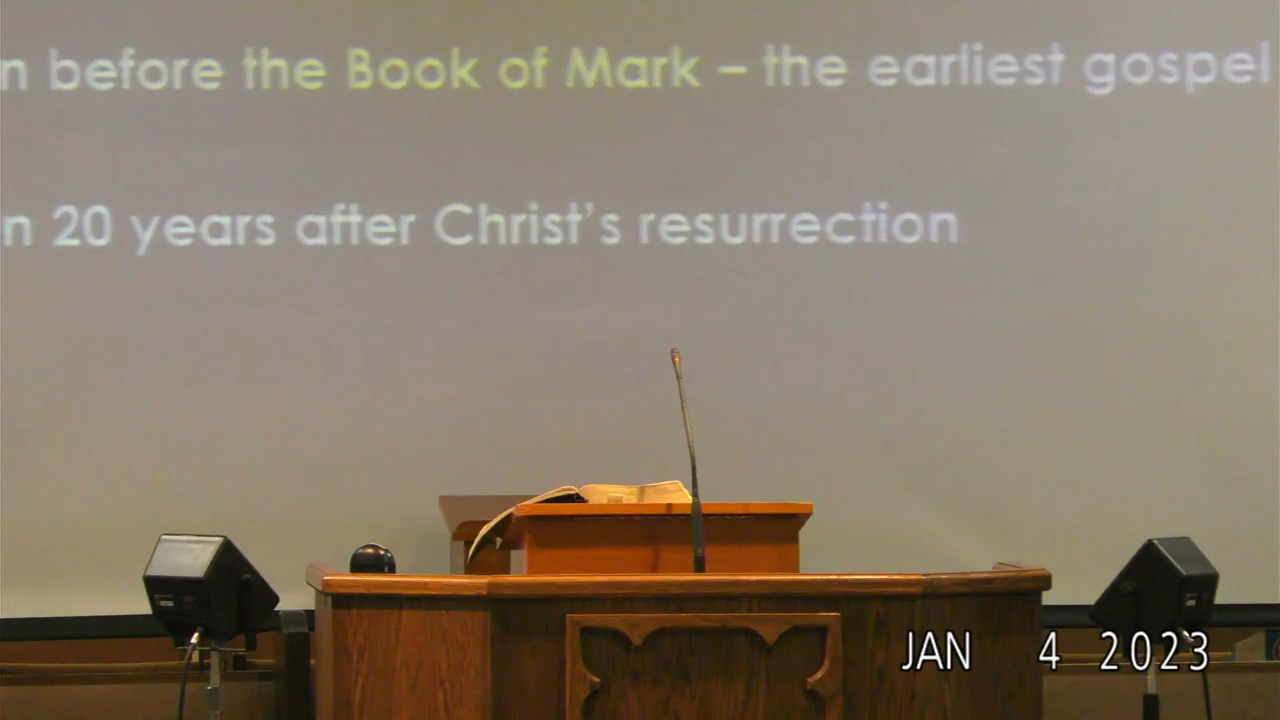 n before the Book of Mark – the earliest gospel
n 20 years after Christ's resurrection
JAN 4 2023